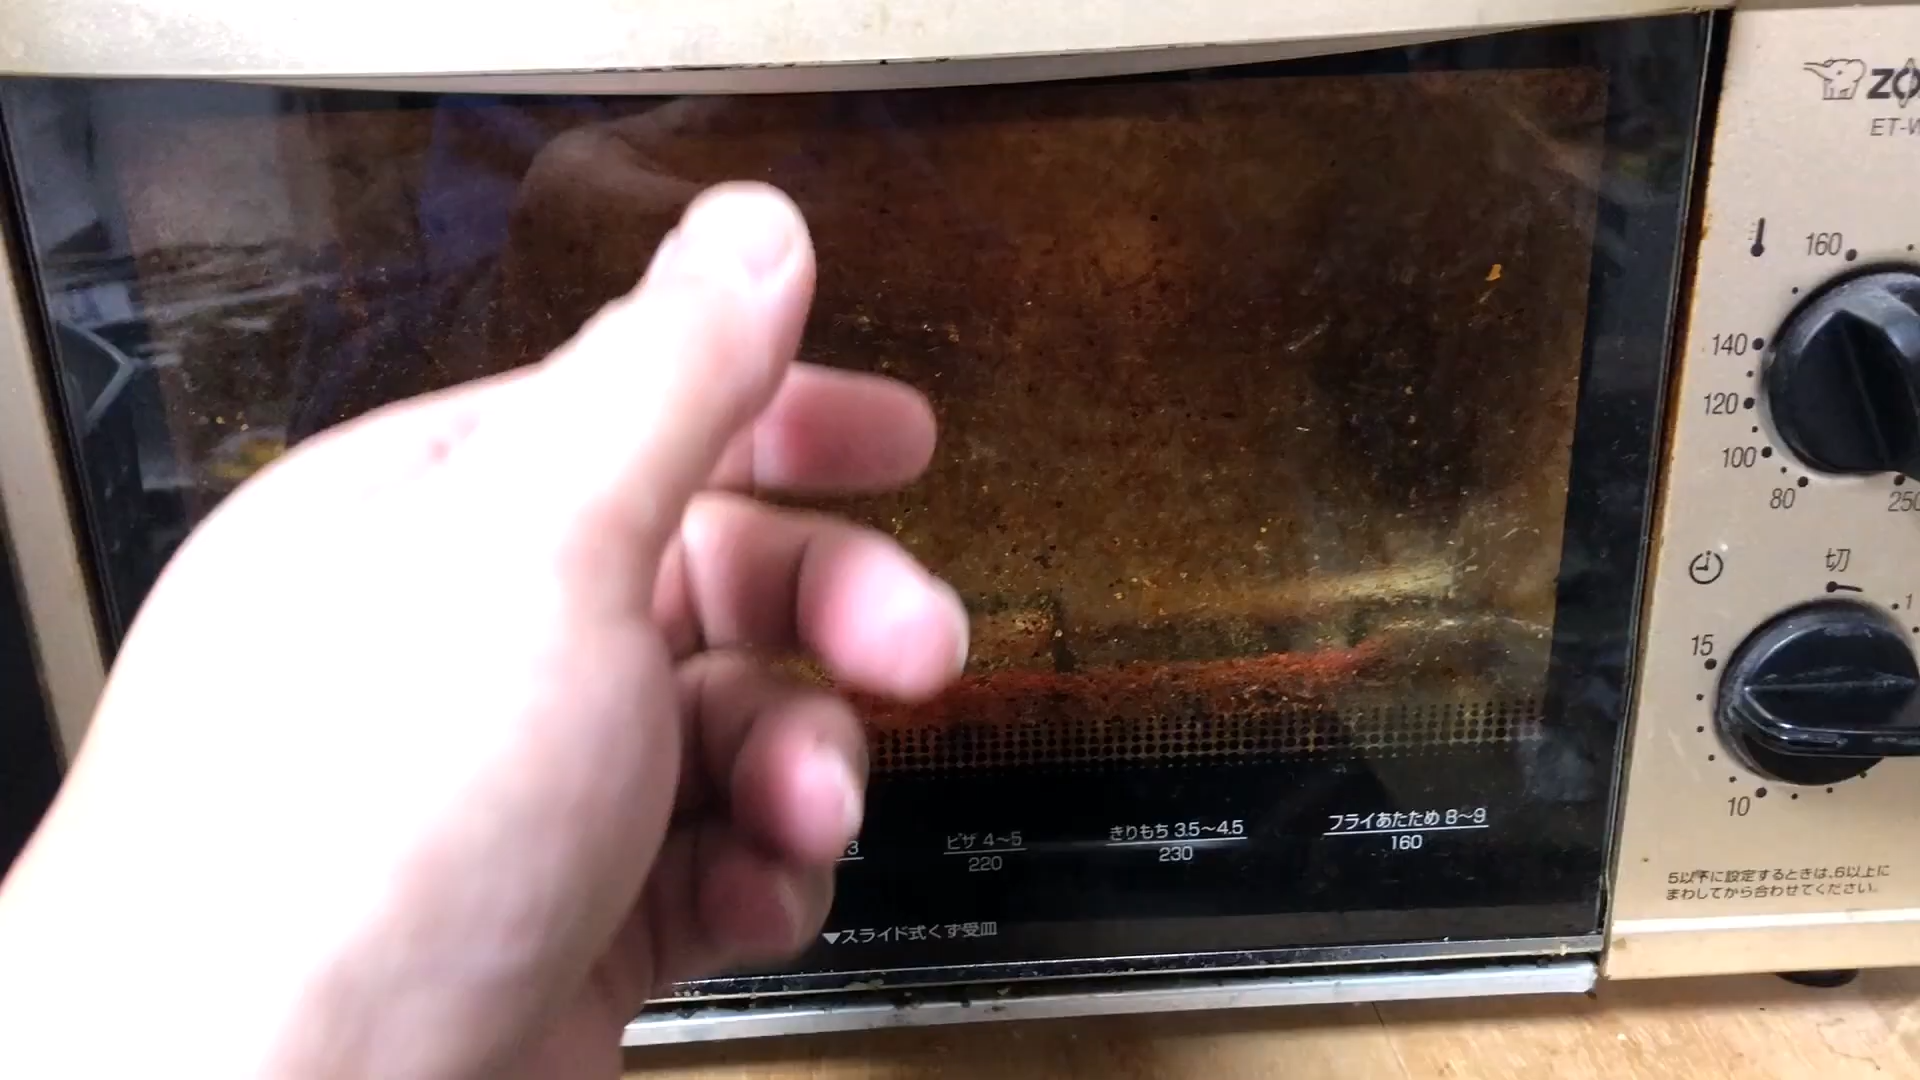 ZO
ET-W
160
140
120
100
80
250
切
1
15
10
3
ピザ 4〜5
220
きりもち 3.5〜4.5
230
フライあたため 8〜9
160
5以下に設定するときは、6以上に
まわしてから合わせてください。
▼スライド式くず受皿